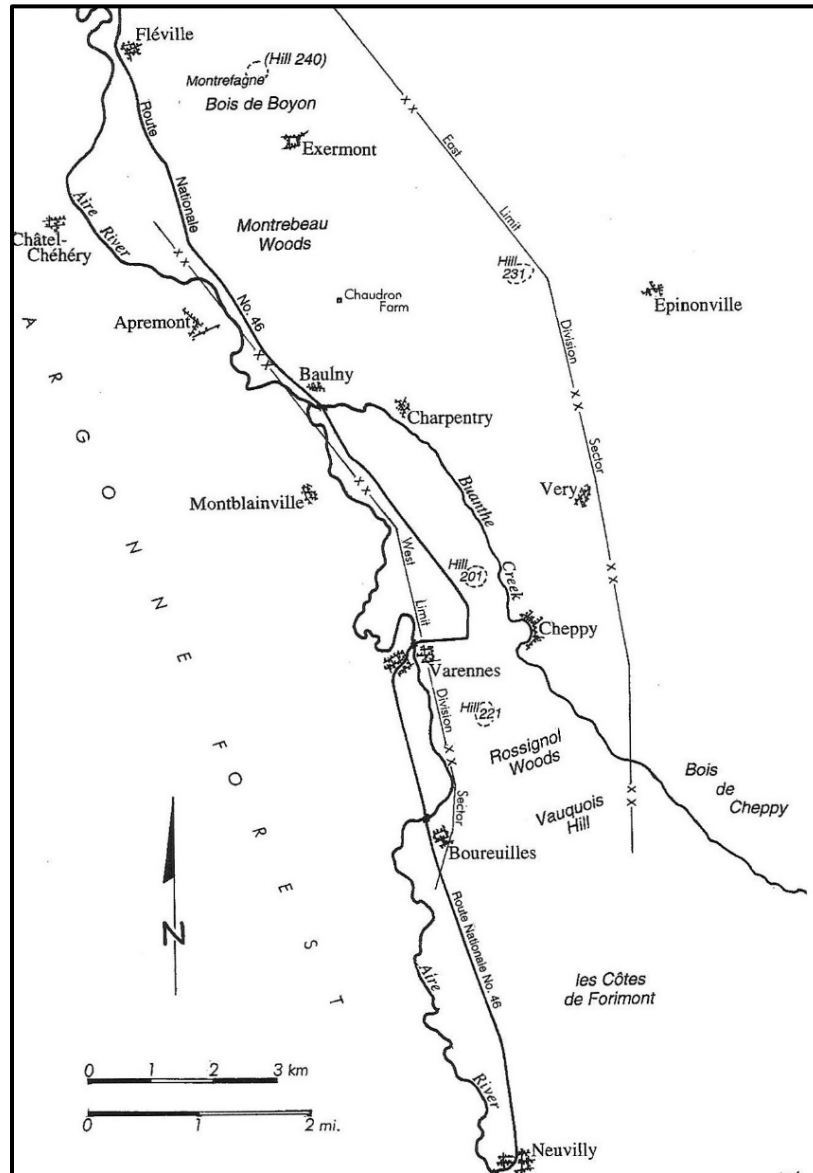 Fléville
(Hill 240)
Montrefagne
Bois de Boyon
Exermont
Route
Nationale
No. 46
East
Limit
Division
Sector
Aire
River
Châtel-
Chéhéry
Montrebeau
Woods
Hill
231
Epinonville
Chaudron
Farm
Apremont
Baulny
Charpentry
Montblainville
Buanthe
Creek
Very
Hill
201
West
Limit
Division
Sector
Cheppy
Varennes
Hill
221
Rossignol
Woods
Vauquois
Hill
Bois
de
Cheppy
Boureuilles
ARGONNE FOREST
Route Nationale No. 46
Aire
River
les Côtes
de Forimont
N
0 1 2 3 km
0 1 2 mi.
Neuvilly
X X
X X
X X
X X
X X
X X
X X
X X
X X